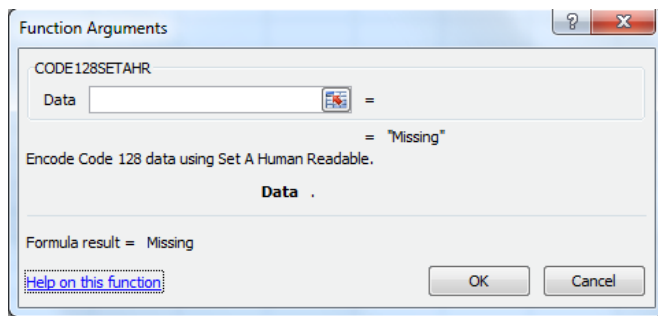 Function Arguments
CODE128SETAHR
Data =
= "Missing"
Encode Code 128 data using Set A Human Readable.
Data .
Formula result = Missing
Help on this function OK Cancel